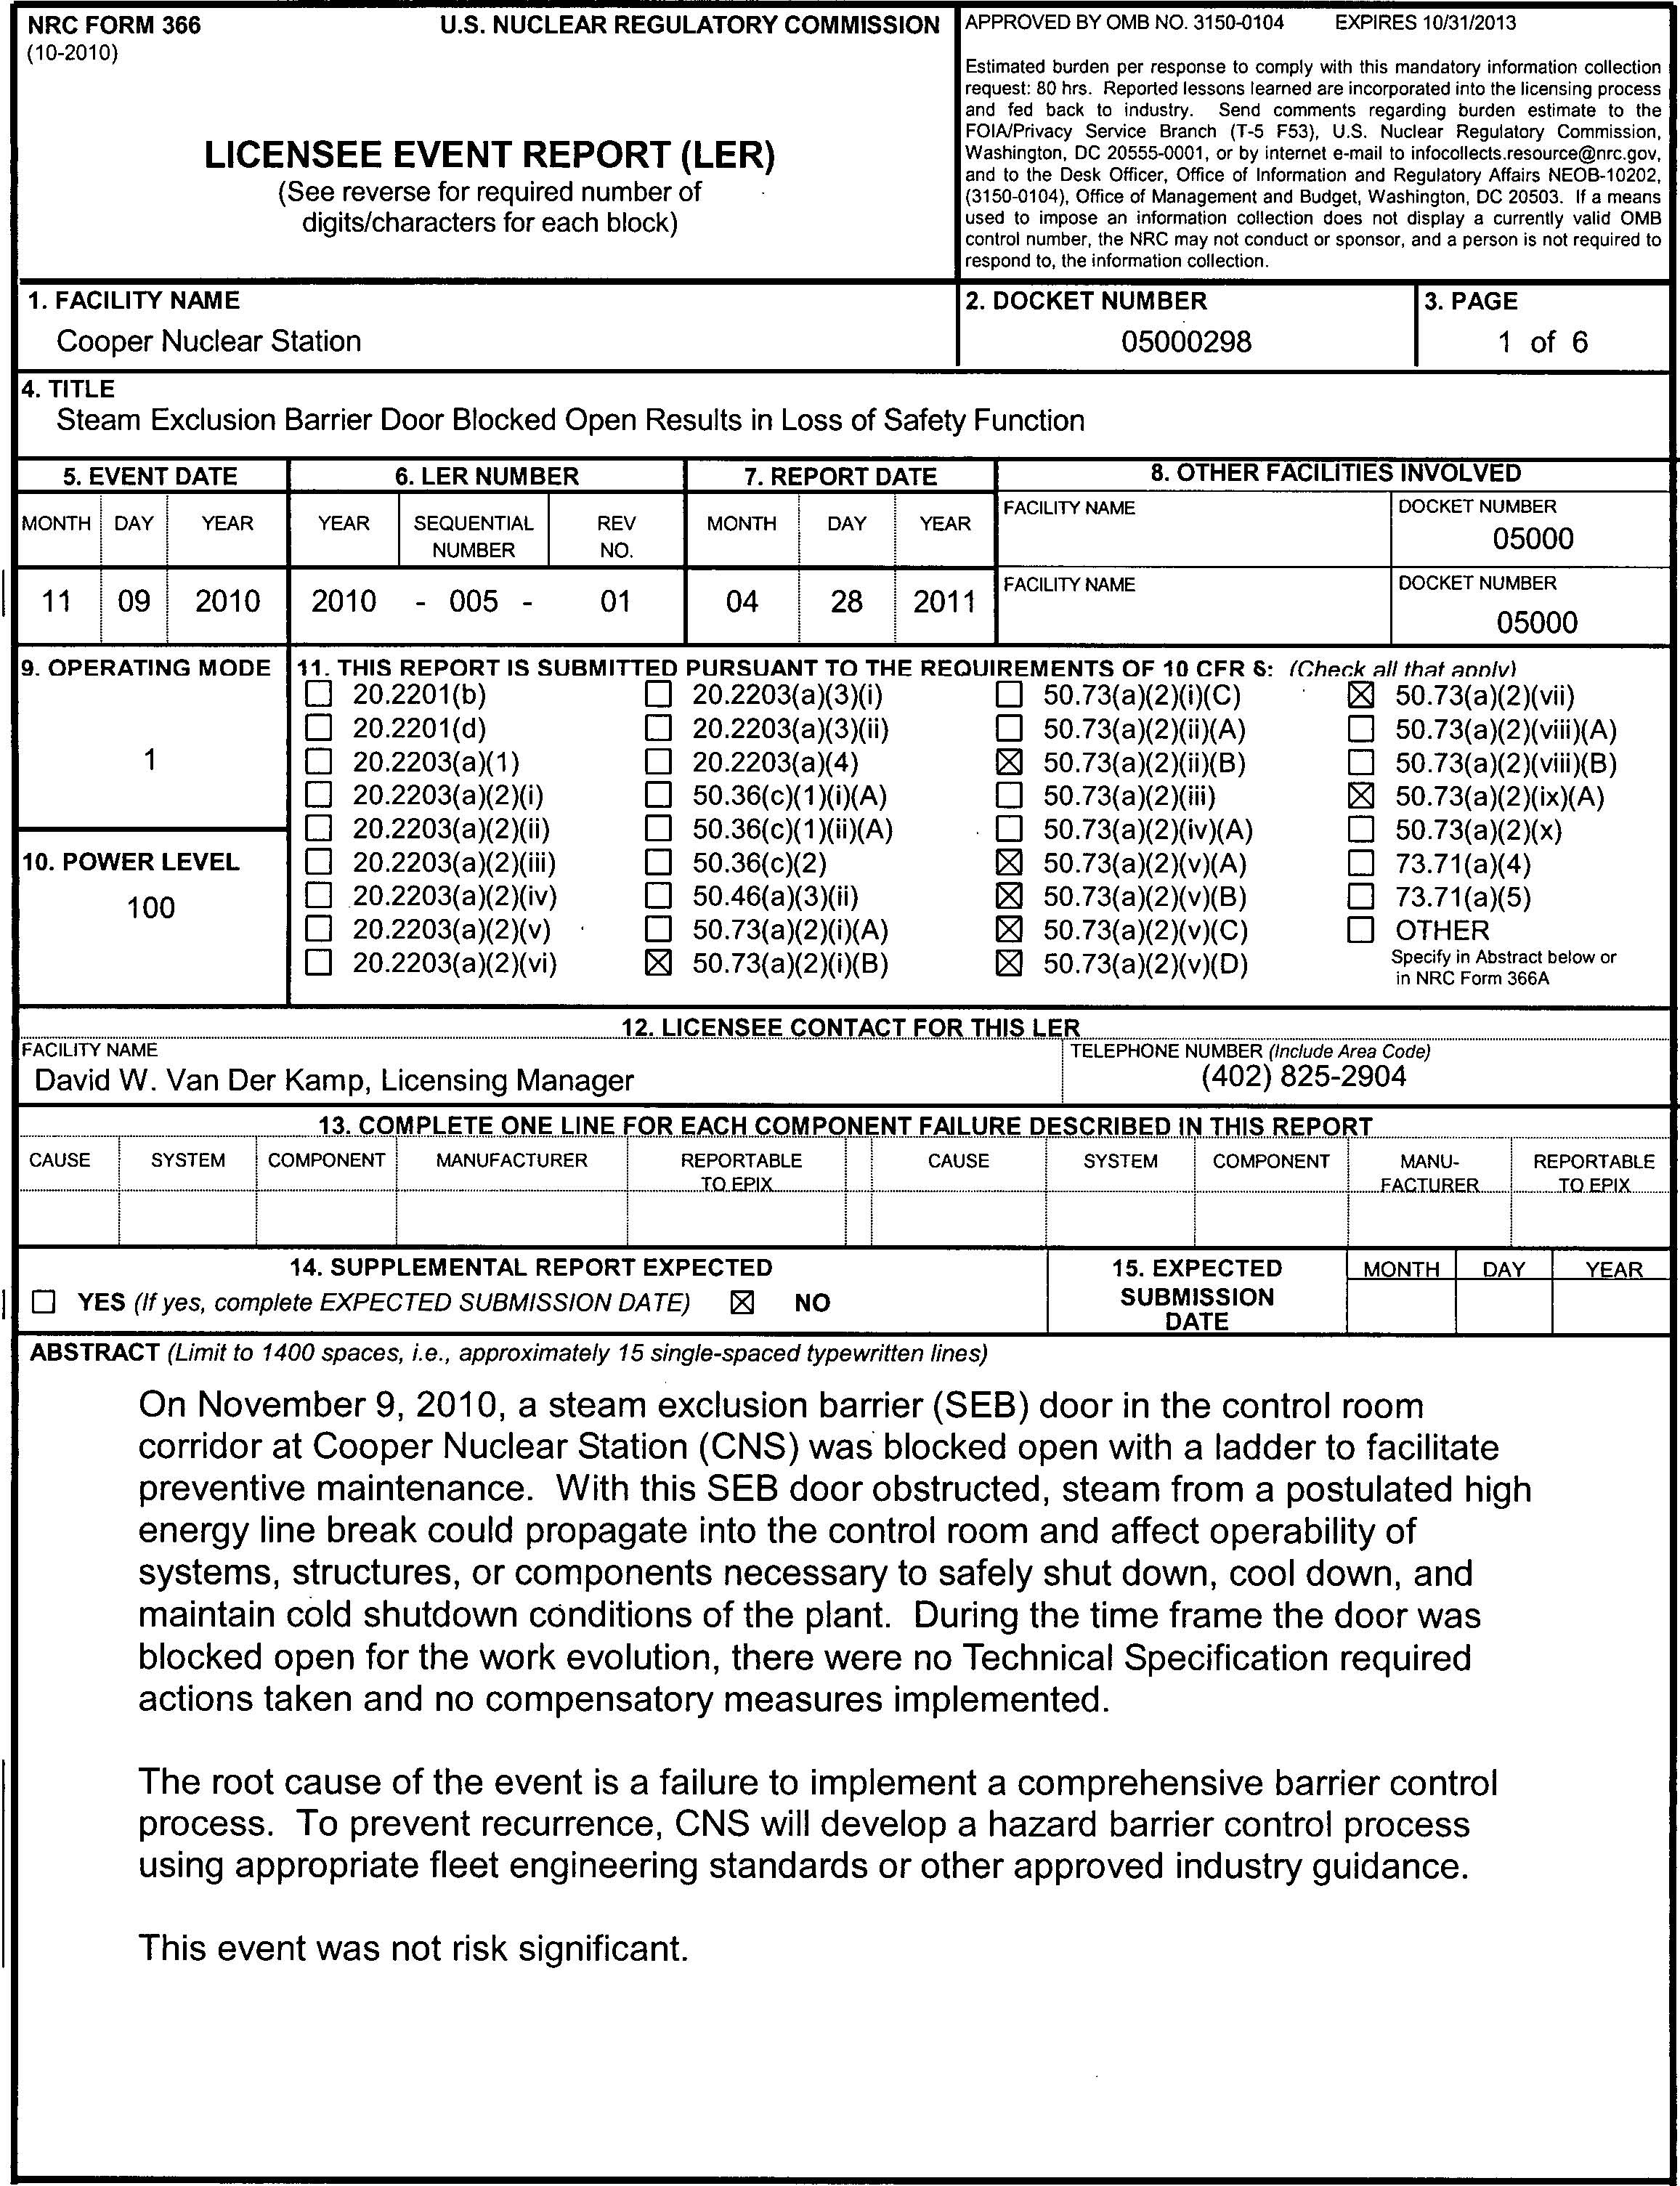 NRC FORM 366 U.S. NUCLEAR REGULATORY COMMISSION
(10-2010)
LICENSEE EVENT REPORT (LER)
(See reverse for required number of
digits/characters for each block)
APPROVED BY OMB NO. 3150-0104 EXPIRES 10/31/2013
Estimated burden per response to comply with this mandatory information collection
request: 80 hrs. Reported lessons learned are incorporated into the licensing process
and fed back to industry. Send comments regarding burden estimate to the
FOIA/Privacy Service Branch (T-5 F53), U.S. Nuclear Regulatory Commission,
Washington, DC 20555-0001, or by internet e-mail to infocollects.resource@nrc.gov,
and to the Desk Officer, Office of Information and Regulatory Affairs NEOB-10202,
(3150-0104), Office of Management and Budget, Washington, DC 20503. If a means
used to impose an information collection does not display a currently valid OMB
control number, the NRC may not conduct or sponsor, and a person is not required to
respond to, the information collection.
1. FACILITY NAME 2. DOCKET NUMBER 3. PAGE
Cooper Nuclear Station 05000298 1 of 6
4. TITLE
Steam Exclusion Barrier Door Blocked Open Results in Loss of Safety Function
5. EVENT DATE 6. LER NUMBER 7. REPORT DATE 8. OTHER FACILITIES INVOLVED
MONTH DAY YEAR YEAR SEQUENTIAL NUMBER REV NO. MONTH DAY YEAR FACILITY NAME DOCKET NUMBER
05000
11 09 2010 2010 - 005 - 01 04 28 2011 FACILITY NAME DOCKET NUMBER
05000
9. OPERATING MODE 11. THIS REPORT IS SUBMITTED PURSUANT TO THE REQUIREMENTS OF 10 CFR §: (Check all that apply)
1
10. POWER LEVEL
100
☐ 20.2201(b) ☐ 20.2203(a)(3)(i) ☐ 50.73(a)(2)(i)(C) ☒ 50.73(a)(2)(vii)
☐ 20.2201(d) ☐ 20.2203(a)(3)(ii) ☐ 50.73(a)(2)(ii)(A) ☐ 50.73(a)(2)(viii)(A)
☐ 20.2203(a)(1) ☐ 20.2203(a)(4) ☒ 50.73(a)(2)(ii)(B) ☐ 50.73(a)(2)(viii)(B)
☐ 20.2203(a)(2)(i) ☐ 50.36(c)(1)(i)(A) ☐ 50.73(a)(2)(iii) ☒ 50.73(a)(2)(ix)(A)
☐ 20.2203(a)(2)(ii) ☐ 50.36(c)(1)(ii)(A) ☐ 50.73(a)(2)(iv)(A) ☐ 50.73(a)(2)(x)
☐ 20.2203(a)(2)(iii) ☐ 50.36(c)(2) ☒ 50.73(a)(2)(v)(A) ☐ 73.71(a)(4)
☐ 20.2203(a)(2)(iv) ☐ 50.46(a)(3)(ii) ☒ 50.73(a)(2)(v)(B) ☐ 73.71(a)(5)
☐ 20.2203(a)(2)(v) ☐ 50.73(a)(2)(i)(A) ☒ 50.73(a)(2)(v)(C) ☐ OTHER
☐ 20.2203(a)(2)(vi) ☒ 50.73(a)(2)(i)(B) ☒ 50.73(a)(2)(v)(D) Specify in Abstract below or
in NRC Form 366A
12. LICENSEE CONTACT FOR THIS LER
FACILITY NAME TELEPHONE NUMBER (Include Area Code)
David W. Van Der Kamp, Licensing Manager (402) 825-2904
13. COMPLETE ONE LINE FOR EACH COMPONENT FAILURE DESCRIBED IN THIS REPORT
CAUSE SYSTEM COMPONENT MANUFACTURER REPORTABLE TO EPIX CAUSE SYSTEM COMPONENT MANU-FACTURER REPORTABLE TO EPIX
14. SUPPLEMENTAL REPORT EXPECTED 15. EXPECTED SUBMISSION DATE MONTH DAY YEAR
☐ YES (If yes, complete EXPECTED SUBMISSION DATE) ☒ NO
ABSTRACT (Limit to 1400 spaces, i.e., approximately 15 single-spaced typewritten lines)
On November 9, 2010, a steam exclusion barrier (SEB) door in the control room
corridor at Cooper Nuclear Station (CNS) was blocked open with a ladder to facilitate
preventive maintenance. With this SEB door obstructed, steam from a postulated high
energy line break could propagate into the control room and affect operability of
systems, structures, or components necessary to safely shut down, cool down, and
maintain cold shutdown conditions of the plant. During the time frame the door was
blocked open for the work evolution, there were no Technical Specification required
actions taken and no compensatory measures implemented.
The root cause of the event is a failure to implement a comprehensive barrier control
process. To prevent recurrence, CNS will develop a hazard barrier control process
using appropriate fleet engineering standards or other approved industry guidance.
This event was not risk significant.